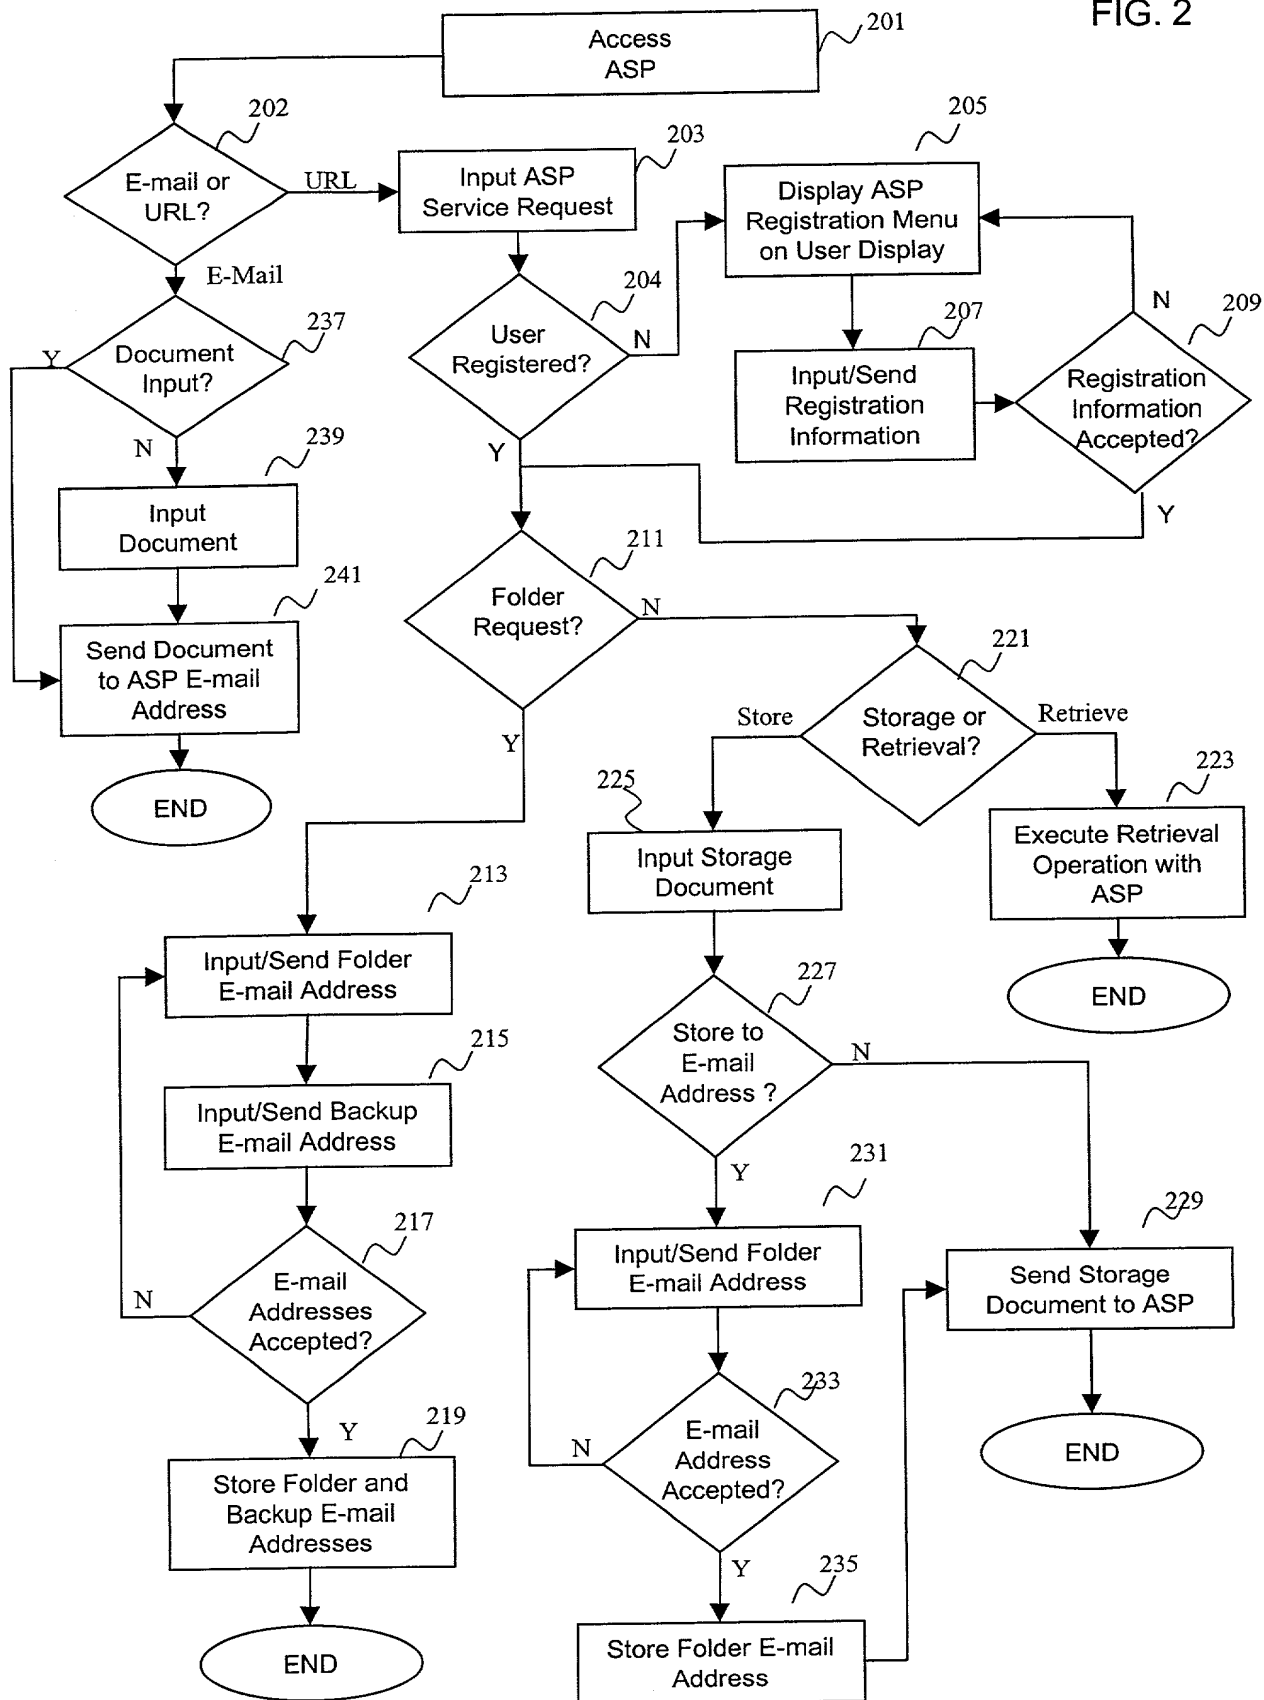 FIG. 2
Access
ASP
201
202
E-mail or
URL?
URL
203
Input ASP
Service Request
205
Display ASP
Registration Menu
on User Display
E-Mail
204
User
Registered?
N
Y
207
Input/Send
Registration
Information
209
Registration
Information
Accepted?
N
Y
237
Document
Input?
Y
N
239
Input
Document
241
Send Document
to ASP E-mail
Address
END
211
Folder
Request?
N
Y
221
Storage or
Retrieval?
Store
Retrieve
223
Execute Retrieval
Operation with
ASP
END
225
Input Storage
Document
213
Input/Send Folder
E-mail Address
215
Input/Send Backup
E-mail Address
217
E-mail
Addresses
Accepted?
N
Y
219
Store Folder and
Backup E-mail
Addresses
END
227
Store to
E-mail
Address ?
N
Y
231
Input/Send Folder
E-mail Address
229
Send Storage
Document to ASP
END
233
E-mail
Address
Accepted?
N
Y
235
Store Folder E-mail
Address